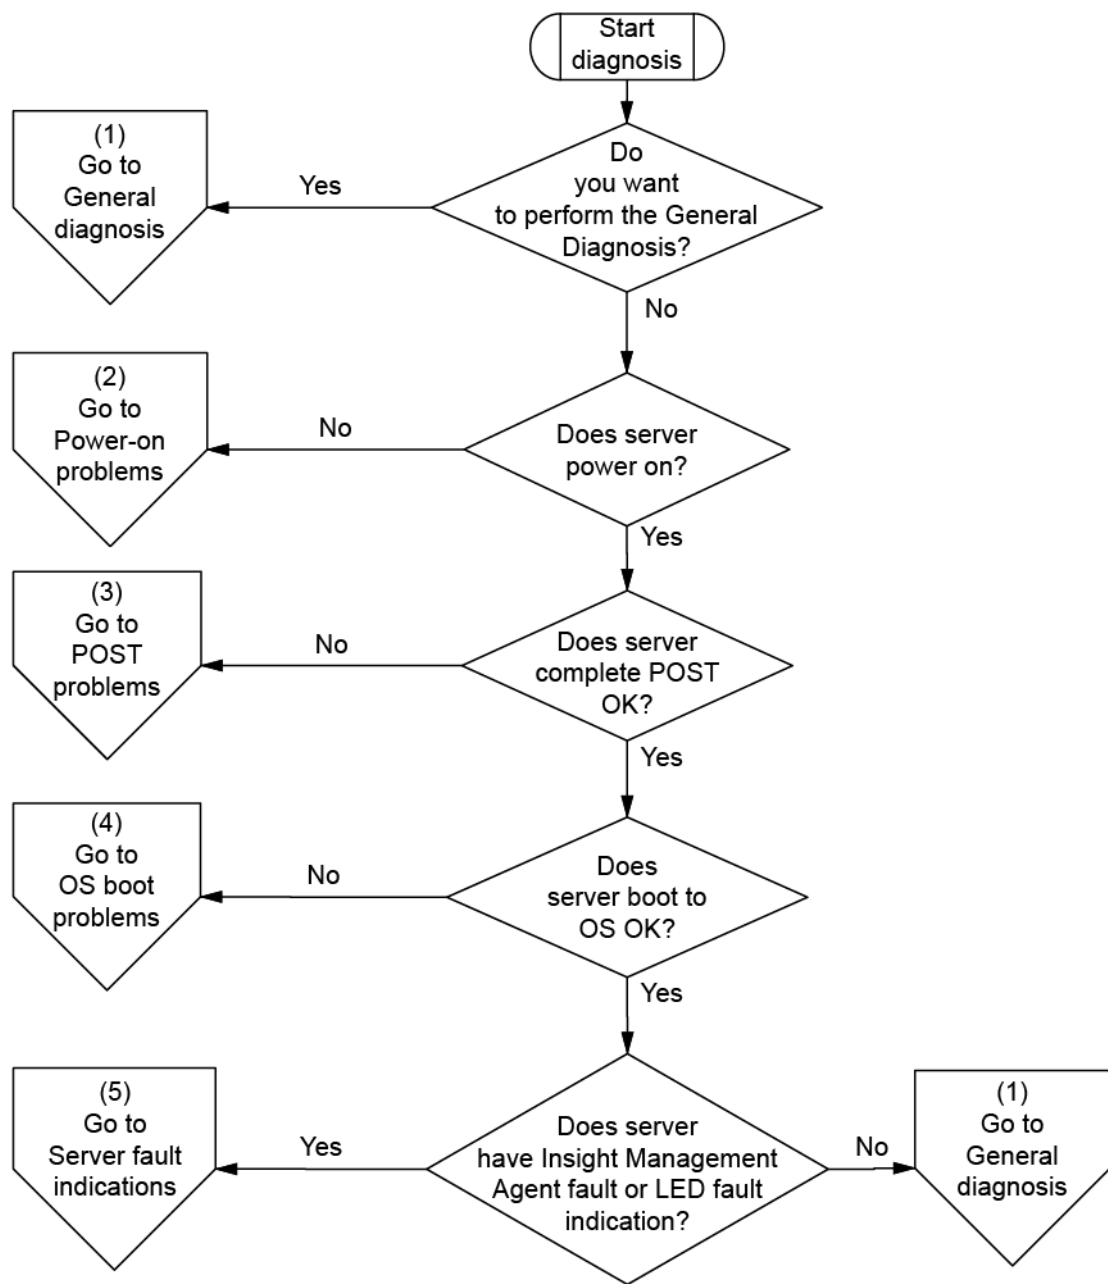 Start
diagnosis
Do
you want
to perform the General
Diagnosis?
Yes
(1)
Go to
General
diagnosis
No
Does server
power on?
No
(2)
Go to
Power-on
problems
Yes
Does server
complete POST
OK?
No
(3)
Go to
POST
problems
Yes
Does
server boot to
OS OK?
No
(4)
Go to
OS boot
problems
Yes
Does server
have Insight Management
Agent fault or LED fault
indication?
Yes
(5)
Go to
Server fault
indications
No
(1)
Go to
General
diagnosis